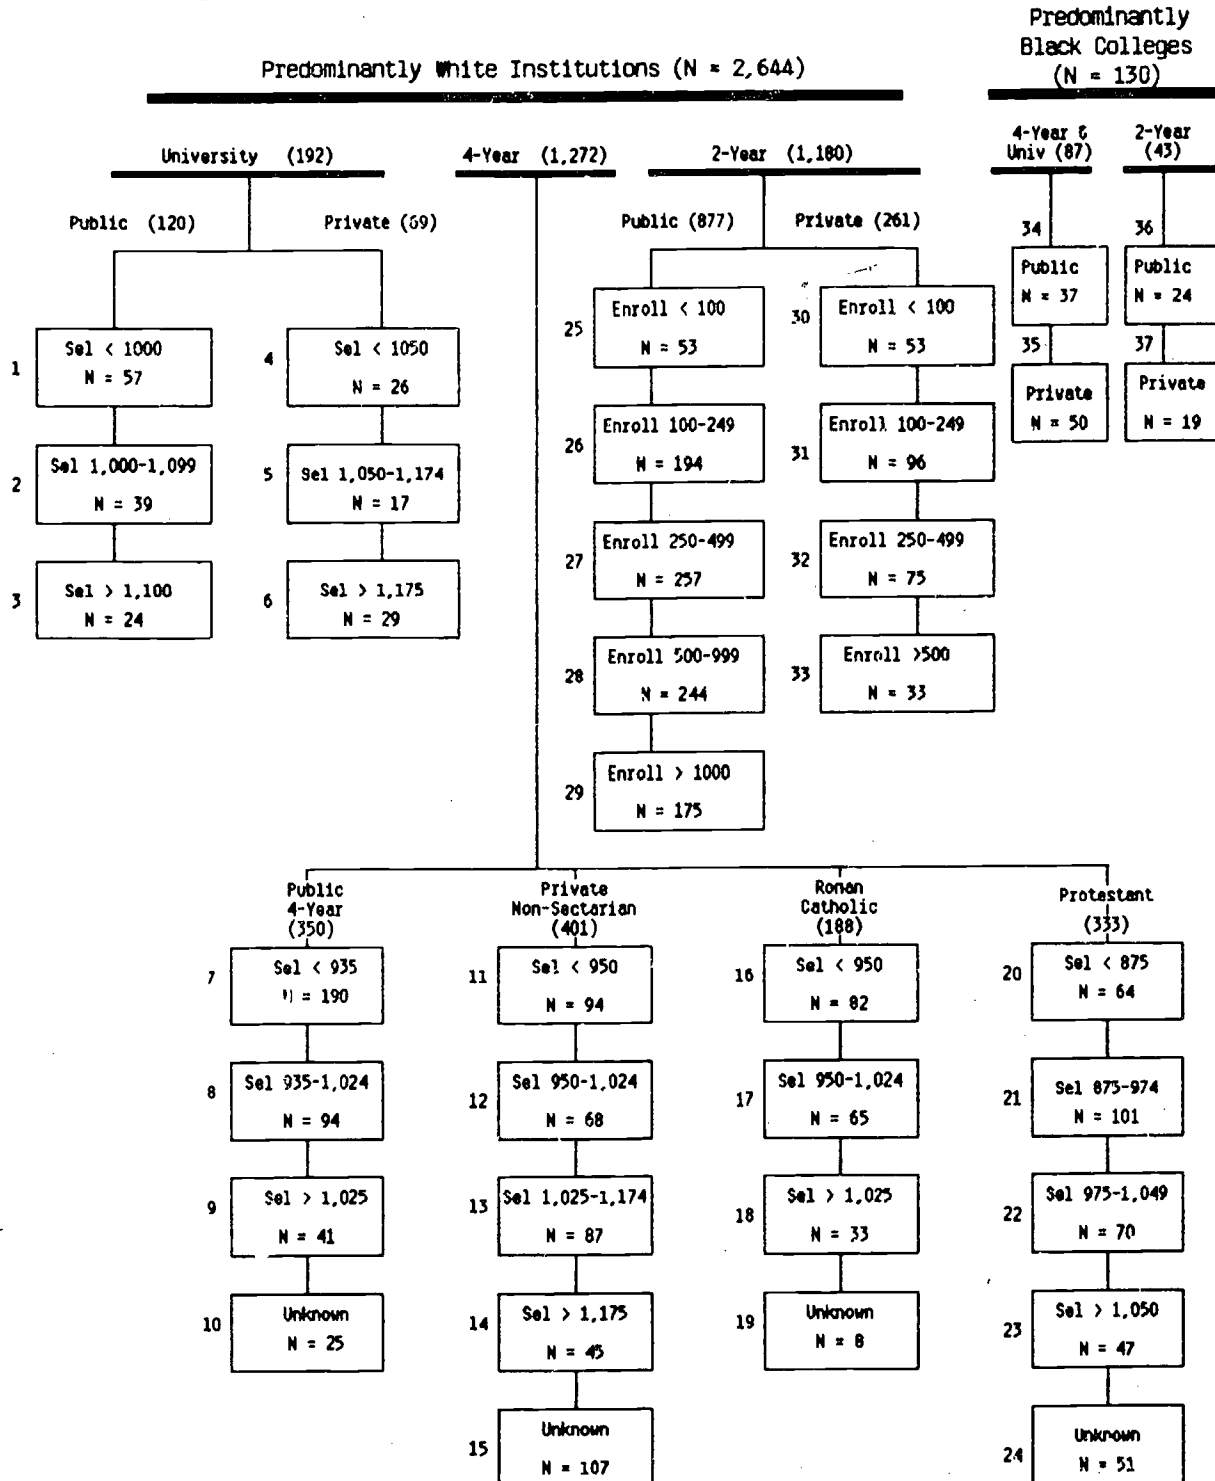 Predominantly White Institutions (N = 2,644)
Predominantly
Black Colleges
(N = 130)
University (192)
4-Year (1,272)
2-Year (1,180)
4-Year &
Univ (87)
2-Year
(43)
Public (120)
Private (69)
Public (877)
Private (261)
1
Sel < 1000
N = 57
2
Sel 1,000-1,099
N = 39
3
Sel > 1,100
N = 24
4
Sel < 1050
N = 26
5
Sel 1,050-1,174
N = 17
6
Sel > 1,175
N = 29
25
Enroll < 100
N = 53
26
Enroll 100-249
N = 194
27
Enroll 250-499
N = 257
28
Enroll 500-999
N = 244
29
Enroll > 1000
N = 175
30
Enroll < 100
N = 53
31
Enroll 100-249
N = 96
32
Enroll 250-499
N = 75
33
Enroll >500
N = 33
34
Public
N = 37
35
Private
N = 50
36
Public
N = 24
37
Private
N = 19
Public
4-Year
(350)
7
Sel < 935
N = 190
8
Sel 935-1,024
N = 94
9
Sel > 1,025
N = 41
10
Unknown
N = 25
Private
Non-Sectarian
(401)
11
Sel < 950
N = 94
12
Sel 950-1,024
N = 68
13
Sel 1,025-1,174
N = 87
14
Sel > 1,175
N = 45
15
Unknown
N = 107
Roman
Catholic
(188)
16
Sel < 950
N = 82
17
Sel 950-1,024
N = 65
18
Sel > 1,025
N = 33
19
Unknown
N = 8
Protestant
(333)
20
Sel < 875
N = 64
21
Sel 875-974
N = 101
22
Sel 975-1,049
N = 70
23
Sel > 1,050
N = 47
24
Unknown
N = 51